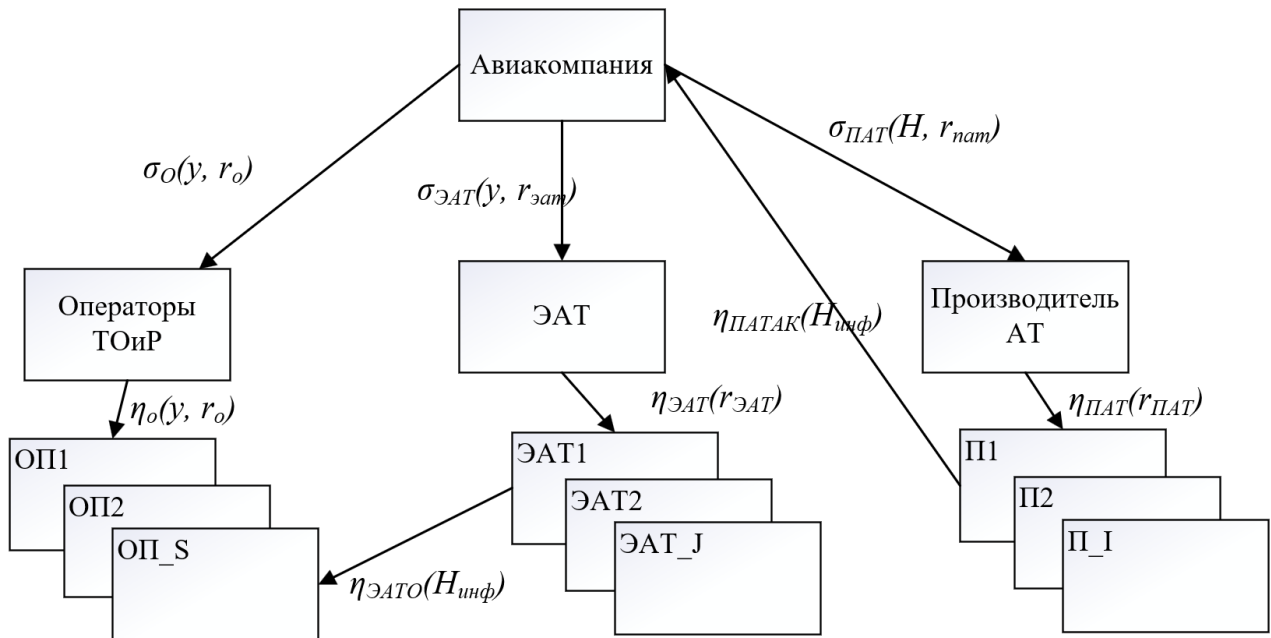 Авиакомпания
σ_О(y, r_о)
σ_ЭАТ(y, r_эат)
σ_ПАТ(H, r_пат)
Операторы
ТОиР
ЭАТ
Производитель
АТ
η_ПАТАК(H_инф)
η_о(y, r_о)
η_ЭАТ(r_ЭАТ)
η_ПАТ(r_ПАТ)
ОП1
ОП2
ОП_S
ЭАТ1
ЭАТ2
ЭАТ_J
П1
П2
П_I
η_ЭАТО(H_инф)